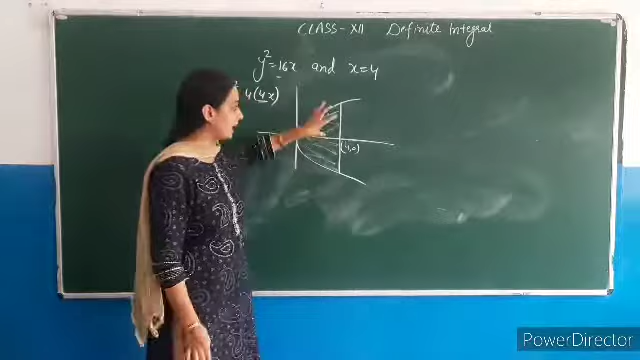 CLASS-XII Definite Integral
y²=16x and x=4
4(4x)
(4,0)
PowerDirector